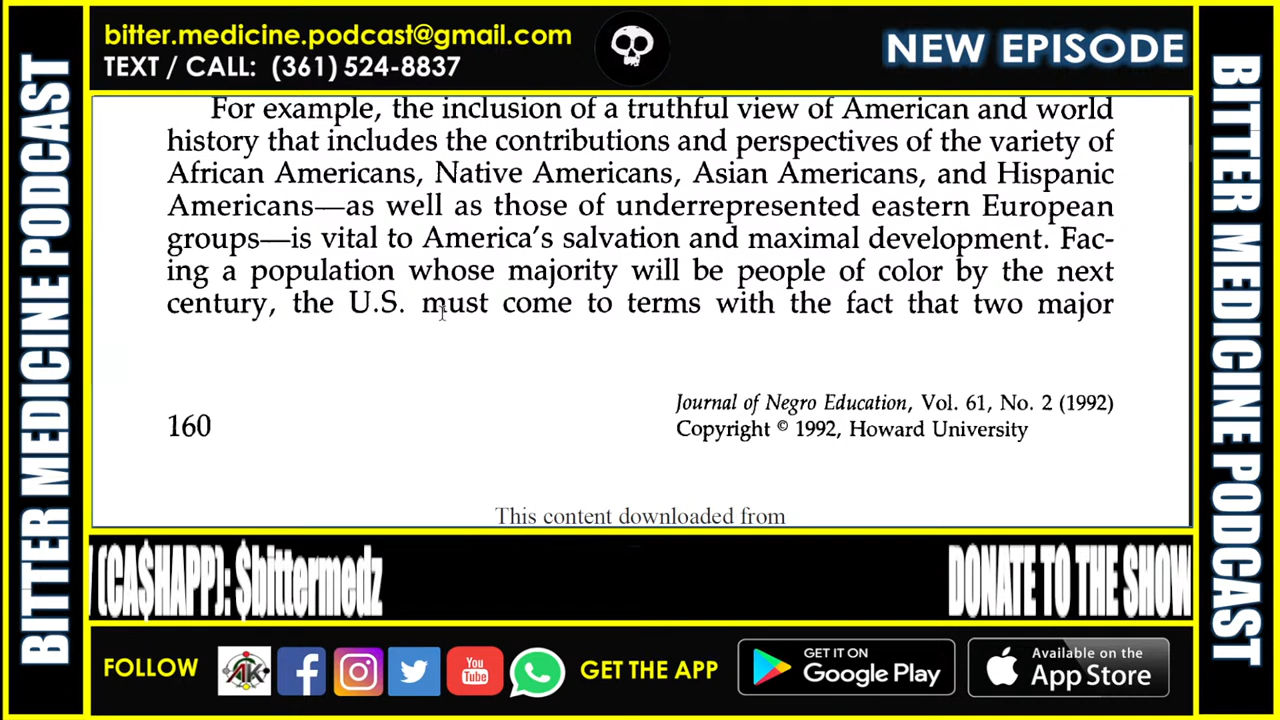 bitter.medicine.podcast@gmail.com
TEXT / CALL: (361) 524-8837
NEW EPISODE
BITTER MEDICINE PODCAST
For example, the inclusion of a truthful view of American and world
history that includes the contributions and perspectives of the variety of
African Americans, Native Americans, Asian Americans, and Hispanic
Americans—as well as those of underrepresented eastern European
groups—is vital to America's salvation and maximal development. Fac-
ing a population whose majority will be people of color by the next
century, the U.S. must come to terms with the fact that two major
160
Journal of Negro Education, Vol. 61, No. 2 (1992)
Copyright © 1992, Howard University
This content downloaded from
BITTER MEDICINE PODCAST
(CA$HAPP): $bittermedz
DONATE TO THE SHOW
FOLLOW
ATK
You
Tube
GET THE APP
GET IT ON
Google Play
Available on the
App Store